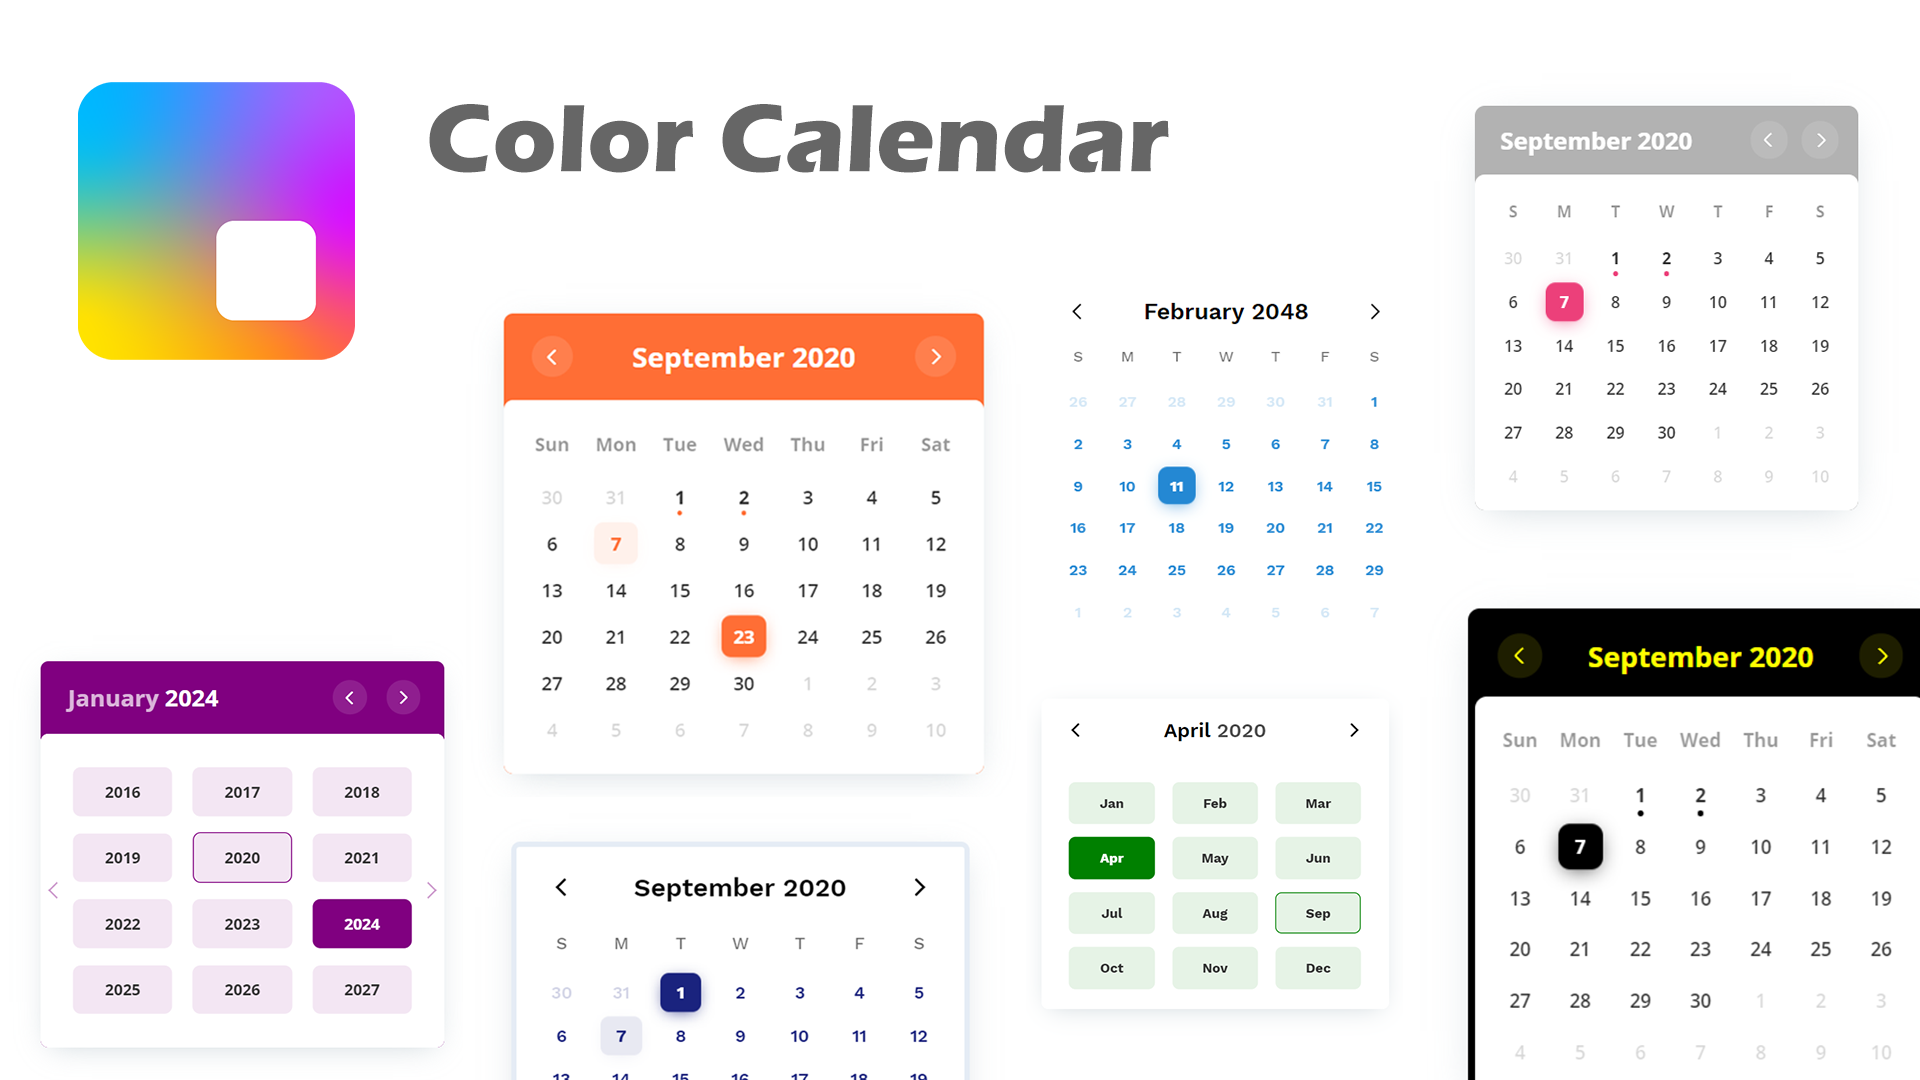 Color Calendar
September 2020
S M T W T F S
30 31 1 2 3 4 5
6 7 8 9 10 11 12
13 14 15 16 17 18 19
20 21 22 23 24 25 26
27 28 29 30 1 2 3
4 5 6 7 8 9 10
September 2020
Sun Mon Tue Wed Thu Fri Sat
30 31 1 2 3 4 5
6 7 8 9 10 11 12
13 14 15 16 17 18 19
20 21 22 23 24 25 26
27 28 29 30 1 2 3
4 5 6 7 8 9 10
February 2048
S M T W T F S
26 27 28 29 30 31 1
2 3 4 5 6 7 8
9 10 11 12 13 14 15
16 17 18 19 20 21 22
23 24 25 26 27 28 29
1 2 3 4 5 6 7
January 2024
2016 2017 2018
2019 2020 2021
2022 2023 2024
2025 2026 2027
September 2020
S M T W T F S
30 31 1 2 3 4 5
6 7 8 9 10 11 12
13 14 15 16 17 18 19
April 2020
Jan Feb Mar
Apr May Jun
Jul Aug Sep
Oct Nov Dec
September 2020
Sun Mon Tue Wed Thu Fri Sat
30 31 1 2 3 4 5
6 7 8 9 10 11 12
13 14 15 16 17 18 19
20 21 22 23 24 25 26
27 28 29 30 1 2 3
4 5 6 7 8 9 10